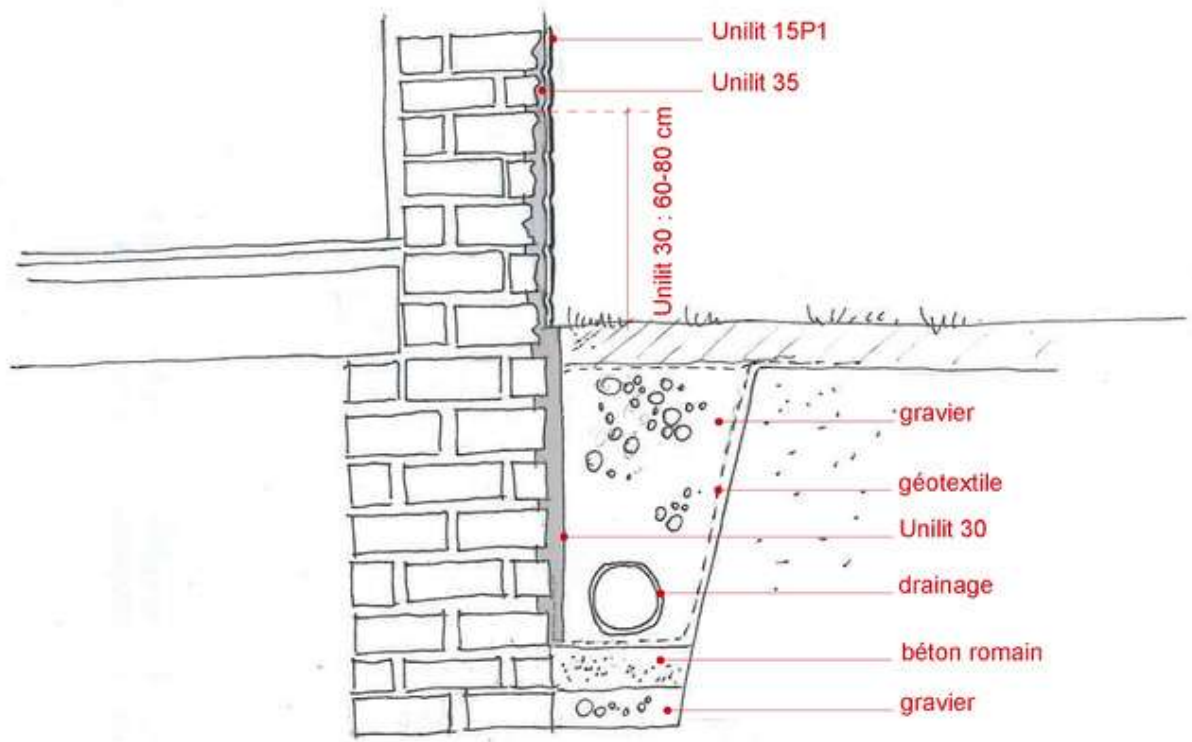 Unilit 15P1
Unilit 35
Unilit 30 : 60-80 cm
gravier
géotextile
Unilit 30
drainage
béton romain
gravier